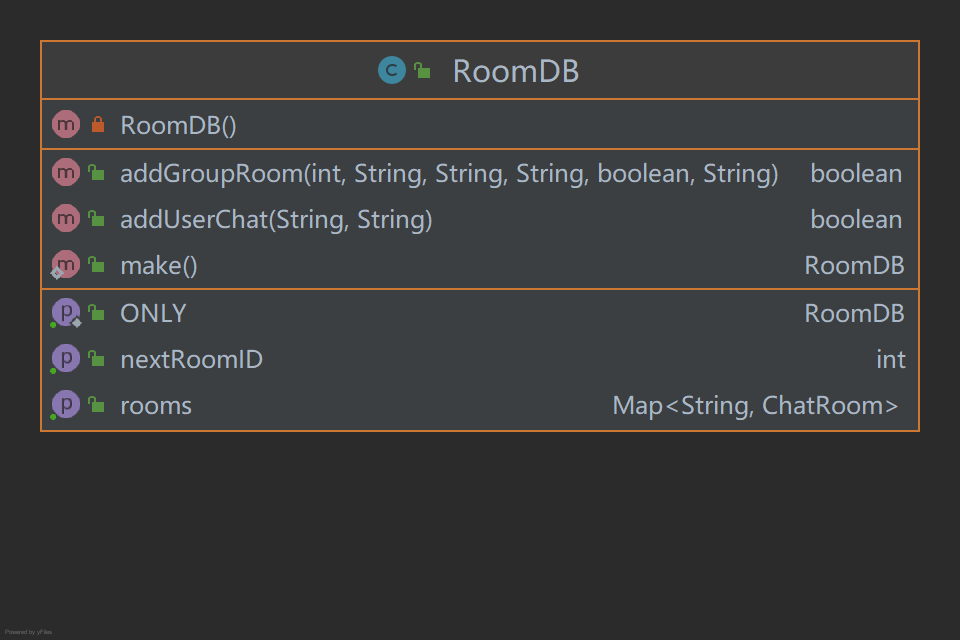 C RoomDB
m RoomDB()
m addGroupRoom(int, String, String, String, boolean, String) boolean
m addUserChat(String, String) boolean
m make() RoomDB
p ONLY RoomDB
p nextRoomID int
p rooms Map<String, ChatRoom>
Powered by yFiles